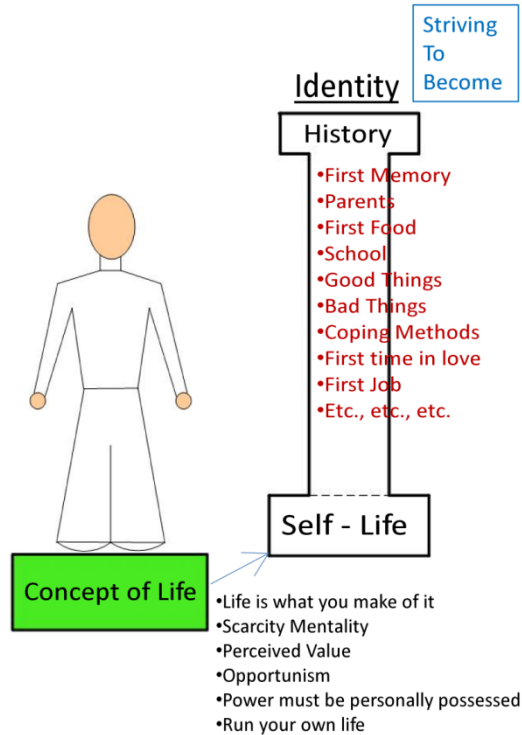 Striving
To
Become
Identity
History
•First Memory
•Parents
•First Food
•School
•Good Things
•Bad Things
•Coping Methods
•First time in love
•First Job
•Etc., etc., etc.
Self - Life
Concept of Life
•Life is what you make of it
•Scarcity Mentality
•Perceived Value
•Opportunism
•Power must be personally possessed
•Run your own life